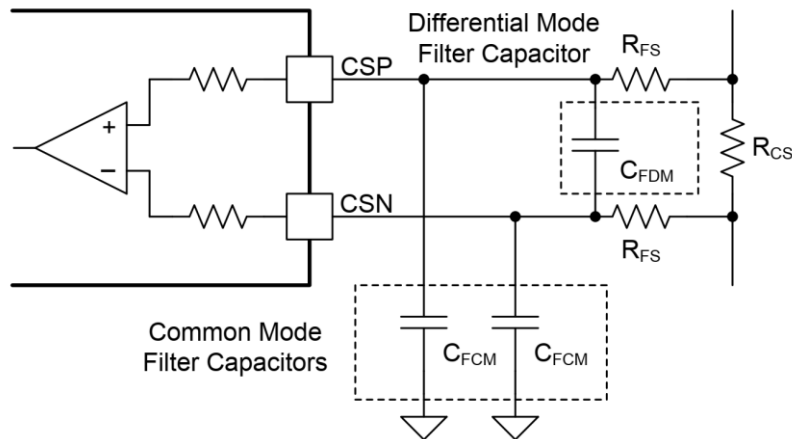 Differential Mode
Filter Capacitor
R_FS
CSP
+
R_CS
C_FDM
−
CSN
R_FS
Common Mode
Filter Capacitors
C_FCM
C_FCM